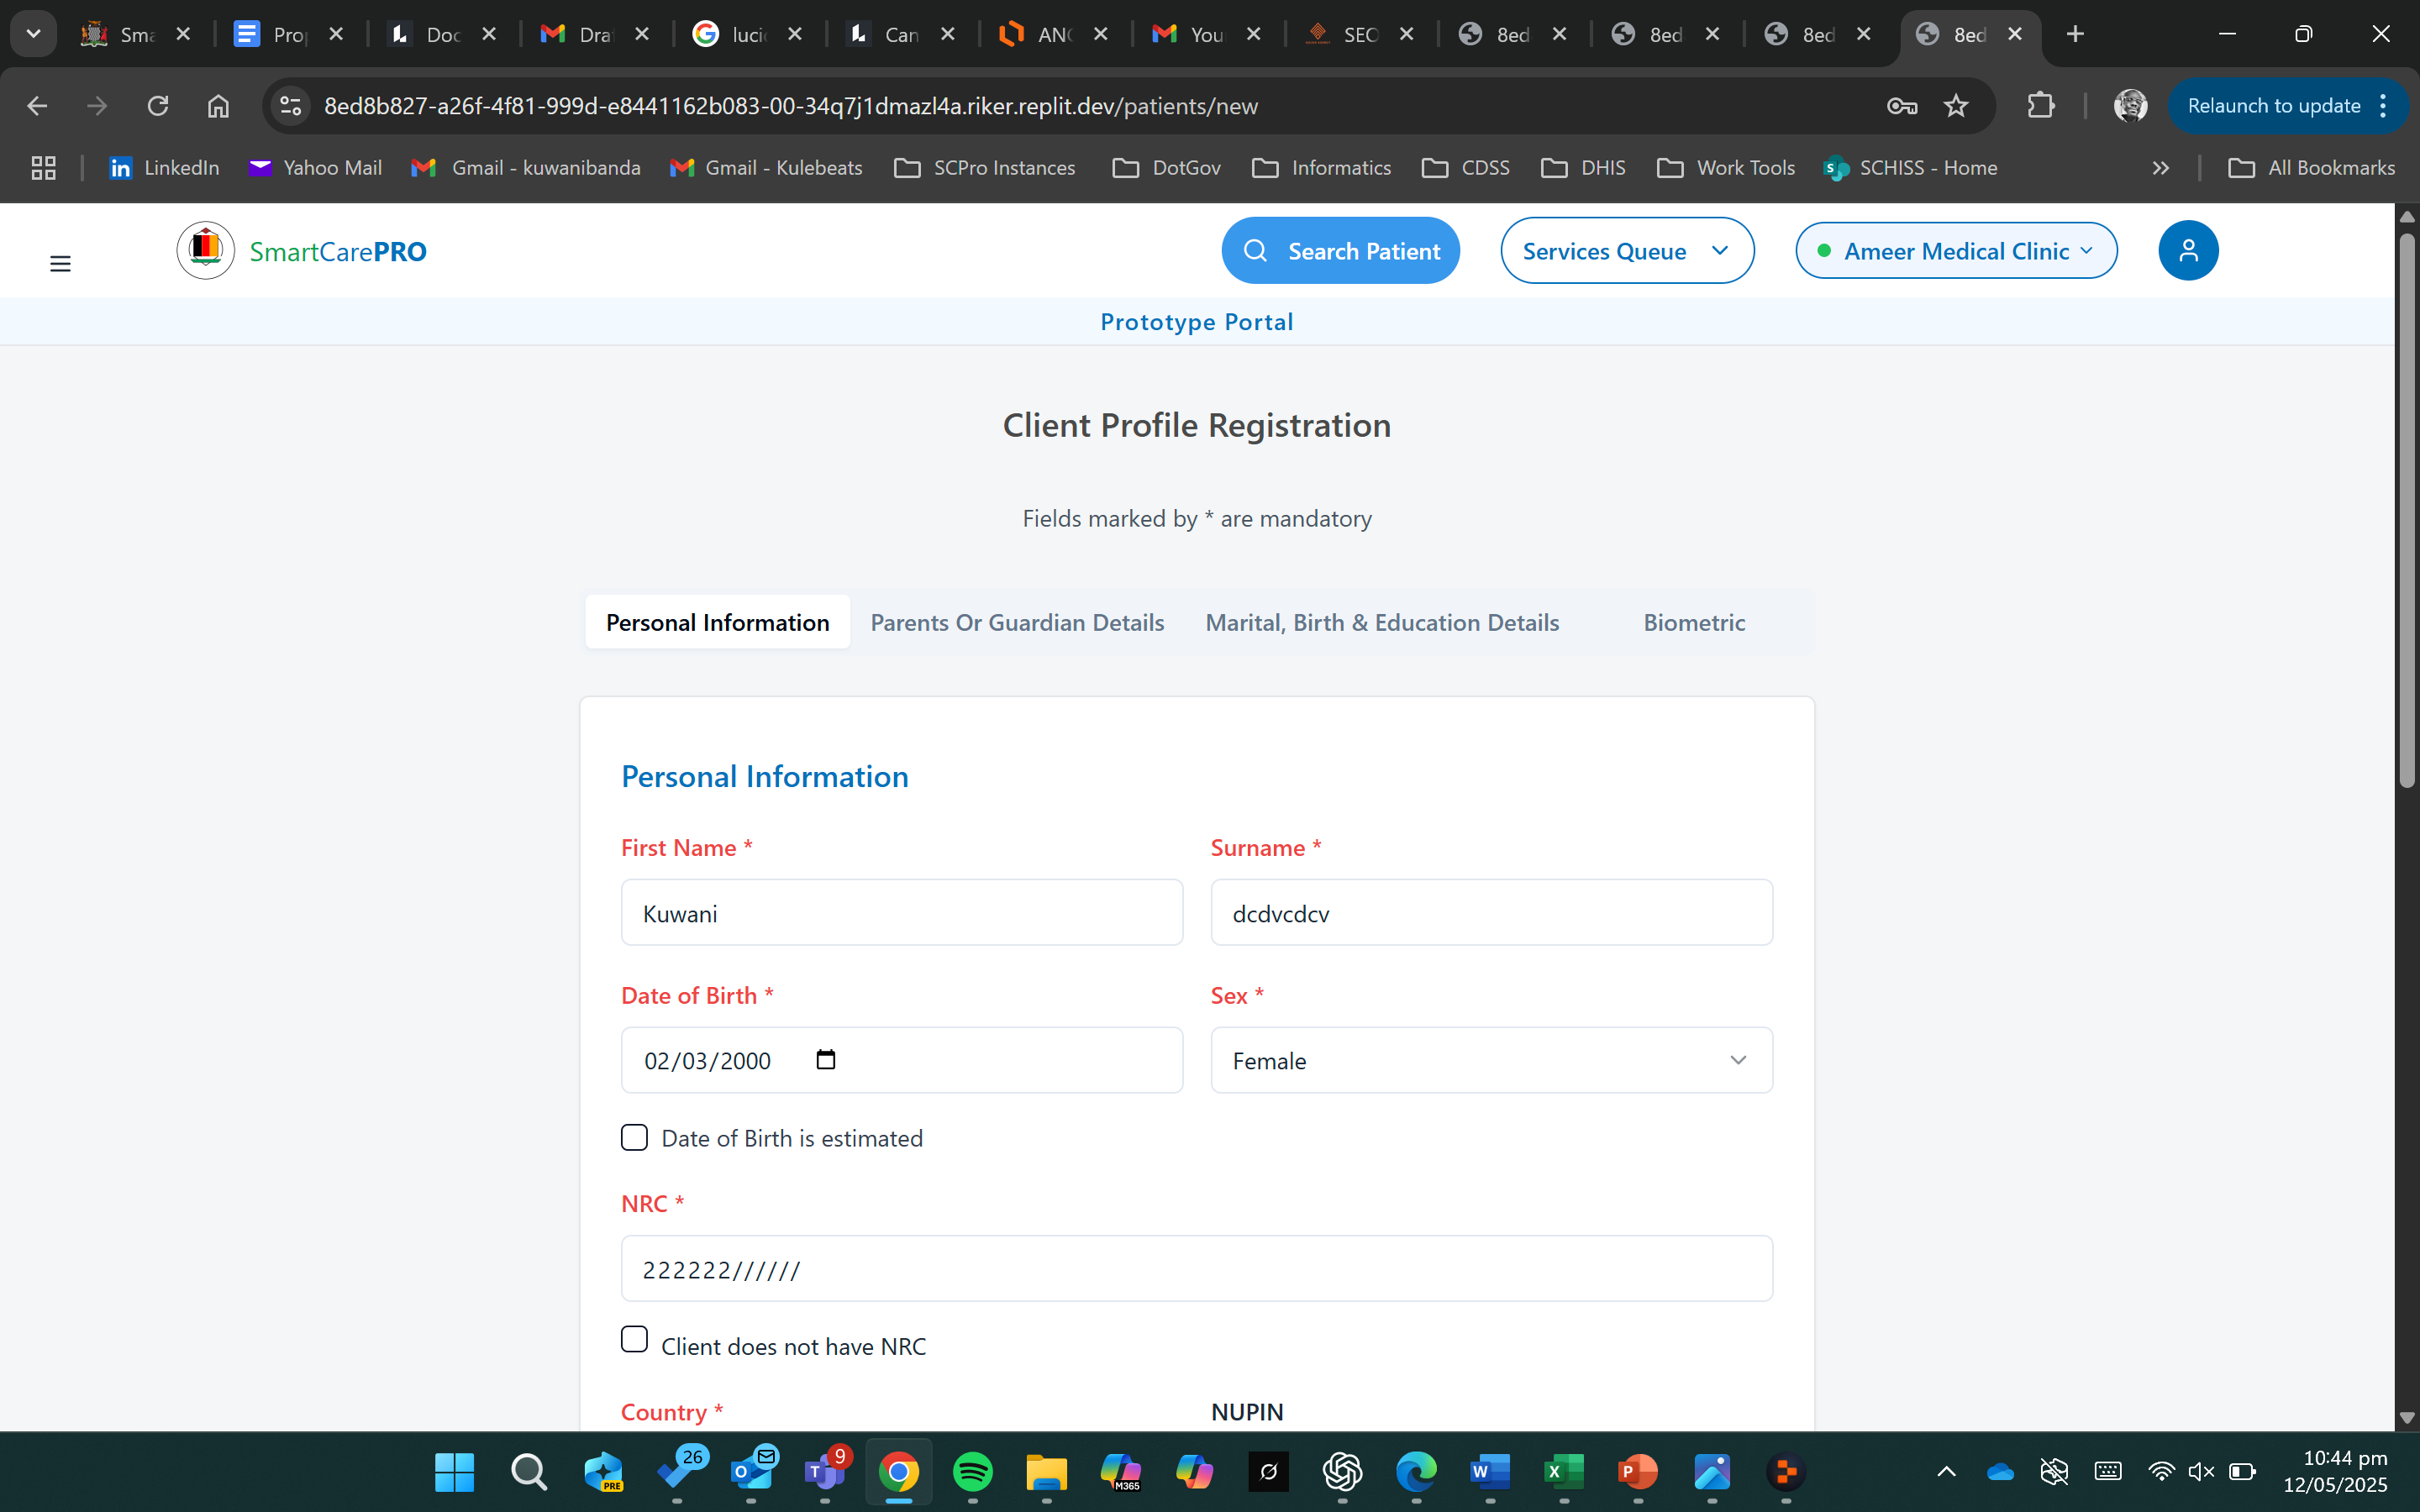 Sma
Pro
Doc
Dra
luci
Can
AN
You
SEO
8ed
8ed
8ed
8ed
8ed8b827-a26f-4f81-999d-e8441162b083-00-34q7j1dmazl4a.riker.replit.dev/patients/new
Relaunch to update
LinkedIn
Yahoo Mail
Gmail - kuwanibanda
Gmail - Kulebeats
SCPro Instances
DotGov
Informatics
CDSS
DHIS
Work Tools
SCHISS - Home
All Bookmarks
SmartCarePRO
Search Patient
Services Queue
Ameer Medical Clinic
Prototype Portal
Client Profile Registration
Fields marked by * are mandatory
Personal Information
Parents Or Guardian Details
Marital, Birth & Education Details
Biometric
Personal Information
First Name *
Surname *
Kuwani
dcdvcdcv
Date of Birth *
Sex *
02/03/2000
Female
Date of Birth is estimated
NRC *
222222//////
Client does not have NRC
Country *
NUPIN
PRE
26
9
M365
10:44 pm
12/05/2025